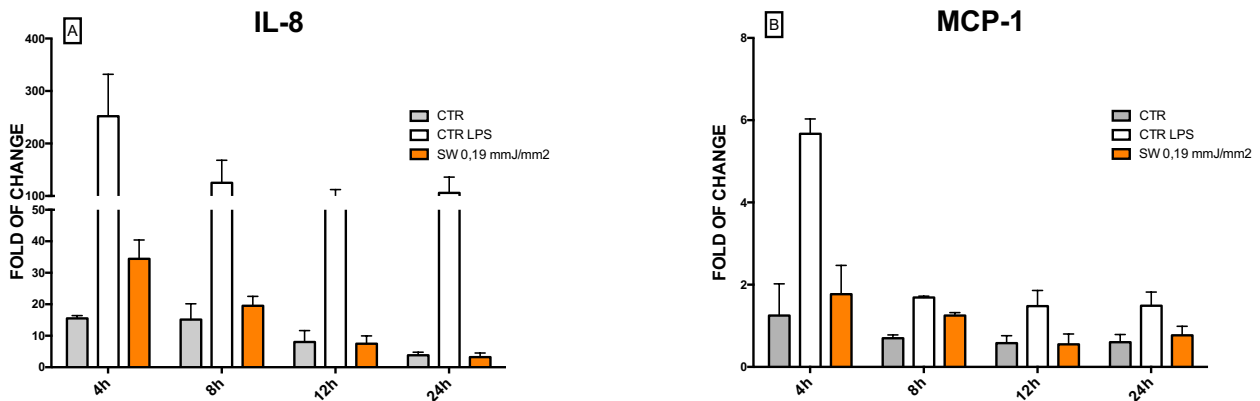 A
IL-8
FOLD OF CHANGE
400
300
200
100
50
40
30
20
10
0
CTR
CTR LPS
SW 0,19 mmJ/mm2
4h
8h
12h
24h
B
MCP-1
FOLD OF CHANGE
8
6
4
2
0
CTR
CTR LPS
SW 0,19 mmJ/mm2
4h
8h
12h
24h